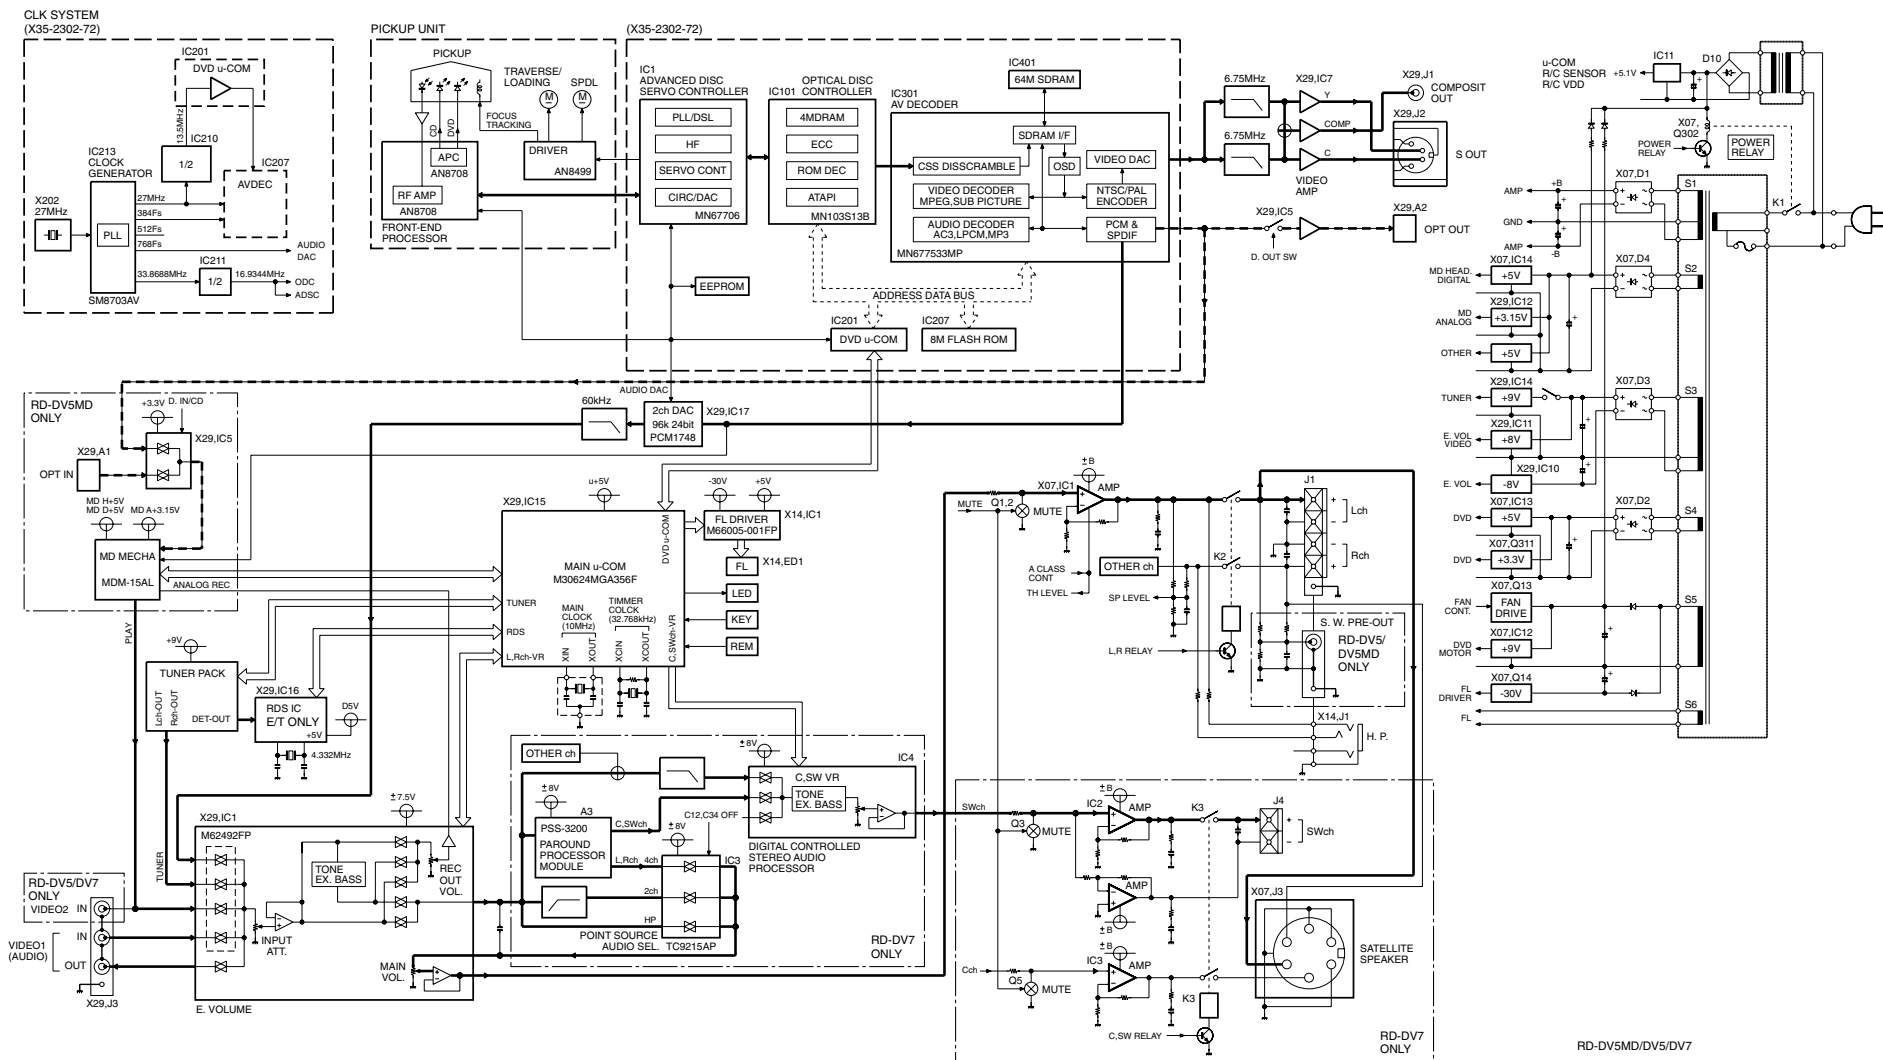 CLK SYSTEM
(X35-2302-72)
IC201
DVD u-COM
13.5MHz
IC210
1/2
IC213
CLOCK
GENERATOR
IC207
AVDEC
X202
27MHz
27MHz
384Fs
512Fs
768Fs
PLL
AUDIO
DAC
IC211
33.8688MHz
1/2
16.9344MHz
ODC
ADSC
SM8703AV
PICKUP UNIT
PICKUP
TRAVERSE/
LOADING
SPDL
M
M
FOCUS
TRACKING
CD
DVD
APC
AN8708
DRIVER
AN8499
RF AMP
AN8708
FRONT-END
PROCESSOR
(X35-2302-72)
IC1
ADVANCED DISC
SERVO CONTROLLER
PLL/DSL
HF
SERVO CONT
CIRC/DAC
MN67706
OPTICAL DISC
IC101 CONTROLLER
4MDRAM
ECC
ROM DEC
ATAPI
MN103S13B
IC401
64M SDRAM
IC301
AV DECODER
SDRAM I/F
CSS DISSCRAMBLE
OSD
VIDEO DAC
VIDEO DECODER
MPEG,SUB PICTURE
NTSC/PAL
ENCODER
AUDIO DECODER
AC3,LPCM,MP3
PCM &
SPDIF
MN677533MP
EEPROM
ADDRESS DATA BUS
IC201
DVD u-COM
IC207
8M FLASH ROM
6.75MHz
X29,IC7
Y
COMP
6.75MHz
C
VIDEO
AMP
X29,J1
COMPOSIT
OUT
X29,J2
S OUT
X29,IC5
D. OUT SW
X29,A2
OPT OUT
u-COM
R/C SENSOR
R/C VDD
+5.1V
IC11
D10
X07,
Q302
POWER
RELAY
POWER
RELAY
AMP
+B
GND
AMP
-B
X07,D1
S1
K1
X07,IC14
MD HEAD.
DIGITAL
+5V
X07,D4
S2
X29,IC12
MD
ANALOG
+3.15V
OTHER
+5V
X29,IC14
TUNER
+9V
X07,D3
S3
X29,IC11
E. VOL
VIDEO
+8V
X29,IC10
E. VOL
-8V
X07,IC13
DVD
+5V
X07,D2
S4
X07,Q311
DVD
+3.3V
X07,Q13
FAN
CONT.
FAN
DRIVE
S5
X07,IC12
DVD
MOTOR
+9V
X07,Q14
FL
DRIVER
-30V
FL
S6
RD-DV5MD
ONLY
+3.3V
D. IN/CD
X29,IC5
X29,A1
OPT IN
MD H+5V
MD D+5V
MD A+3.15V
MD MECHA
MDM-15AL
ANALOG REC
PLAY
AUDIO DAC
60kHz
2ch DAC
96k 24bit
PCM1748
X29,IC17
X29,IC15
u+5V
-30V
+5V
DVD u-COM
FL DRIVER
M66005-001FP
X14,IC1
FL
X14,ED1
MAIN u-COM
M30624MGA356F
LED
KEY
REM
TUNER
RDS
L,Rch-VR
MAIN
CLOCK
(10MHz)
TIMMER
COLCK
(32.768kHz)
XIN
XOUT
XCIN
XCOUT
C,SWch-VR
+9V
TUNER PACK
Lch-OUT
Rch-OUT
DET-OUT
X29,IC16
RDS IC
E/T ONLY
+5V
D5V
4.332MHz
TUNER
±7.5V
X29,IC1
M62492FP
TONE
EX. BASS
REC
OUT
VOL.
INPUT
ATT.
E. VOLUME
RD-DV5/DV7
ONLY
VIDEO2
IN
VIDEO1
(AUDIO)
IN
OUT
X29,J3
MAIN
VOL.
OTHER ch
±8V
A3
PSS-3200
PAROUND
PROCESSOR
MODULE
C,SWch
L,Rch
4ch
2ch
HP
±8V
C12,C34 OFF
IC3
POINT SOURCE
AUDIO SEL.
TC9215AP
±8V
IC4
C,SW VR
TONE
EX. BASS
DIGITAL CONTROLLED
STEREO AUDIO
PROCESSOR
RD-DV7
ONLY
MUTE
Q1,2
MUTE
±B
X07,IC1
AMP
A CLASS
CONT
TH LEVEL
OTHER ch
K2
SP LEVEL
L,R RELAY
J1
+
-
Lch
-
+
Rch
S. W. PRE-OUT
RD-DV5/
DV5MD
ONLY
X14,J1
H. P.
SWch
Q3
MUTE
±B
IC2
AMP
K3
J4
+
-
SWch
AMP
±B
X07,J3
SATELLITE
SPEAKER
Cch
Q5
MUTE
±B
IC3
AMP
K3
C,SW RELAY
RD-DV7
ONLY
RD-DV5MD/DV5/DV7